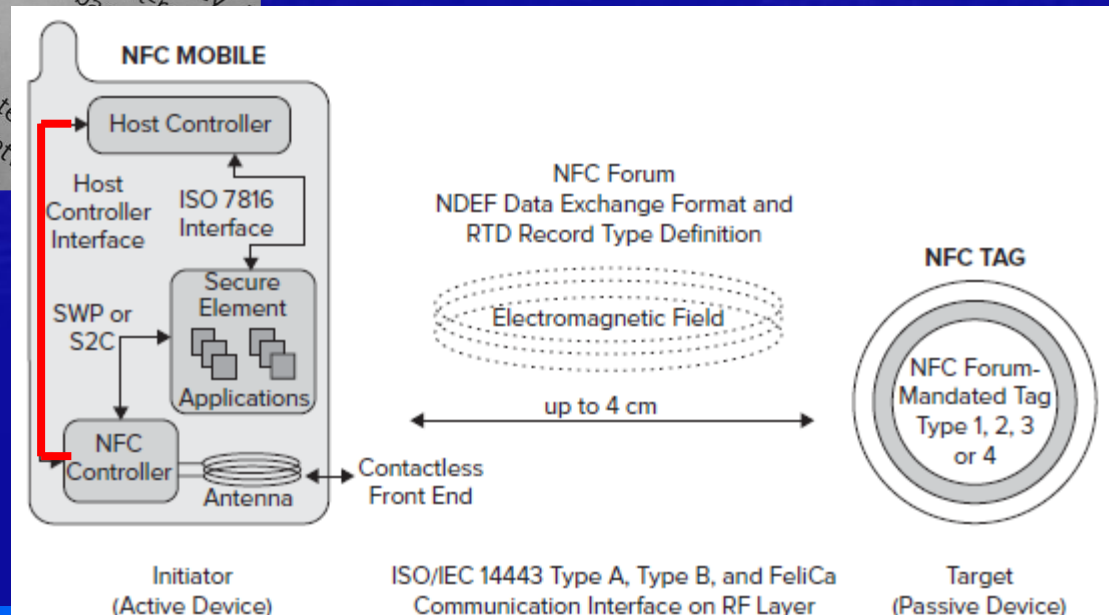 NFC MOBILE
Host Controller
Host
Controller
Interface
ISO 7816
Interface
Secure
Element
Applications
SWP or
S2C
NFC
Controller
Antenna
Contactless
Front End
NFC Forum
NDEF Data Exchange Format and
RTD Record Type Definition
Electromagnetic Field
up to 4 cm
NFC TAG
NFC Forum-
Mandated Tag
Type 1, 2, 3
or 4
Initiator
(Active Device)
ISO/IEC 14443 Type A, Type B, and FeliCa
Communication Interface on RF Layer
Target
(Passive Device)